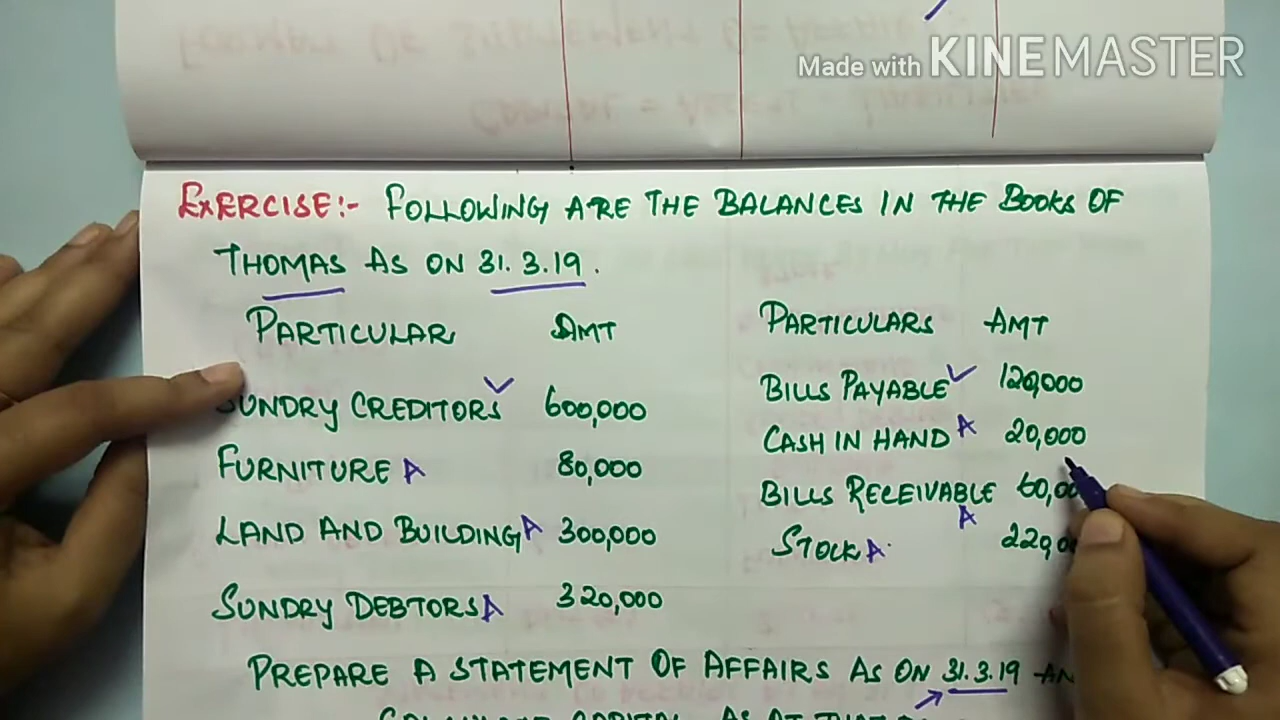 Made with KINEMASTER
EXERCISE:- FOLLOWING ARE THE BALANCES IN THE BOOKS OF
THOMAS AS ON 31.3.19.
PARTICULAR AMT PARTICULARS AMT
SUNDRY CREDITORS 600,000 BILLS PAYABLE 120,000
FURNITURE A 80,000 CASH IN HAND A 20,000
LAND AND BUILDING A 300,000 BILLS RECEIVABLE A
SUNDRY DEBTORS A 320,000 STOCK A
PREPARE A STATEMENT OF AFFAIRS AS ON 31.3.19